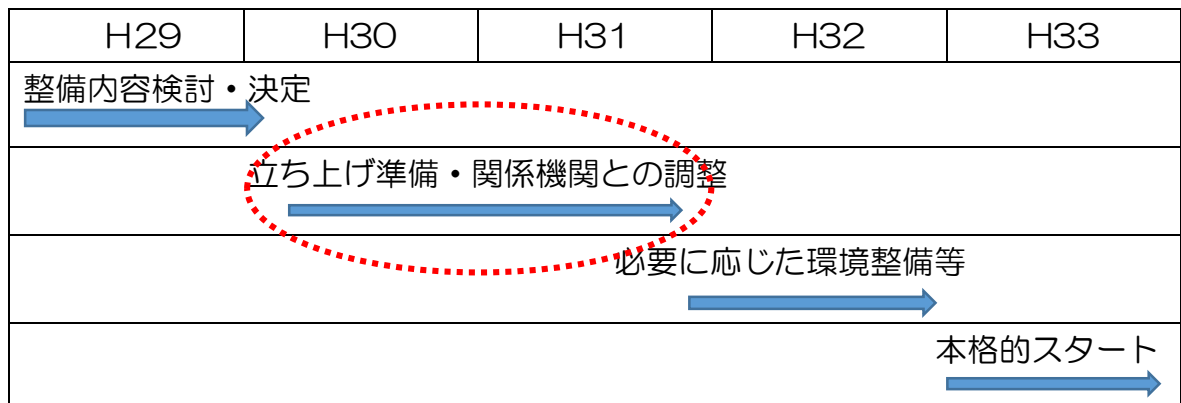 H29 H30 H31 H32 H33
整備内容検討・決定
立ち上げ準備・関係機関との調整
必要に応じた環境整備等
本格的スタート